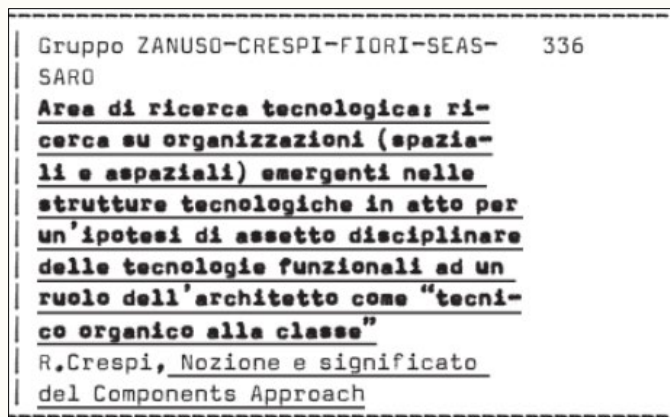 Gruppo ZANUSO-CRESPI-FIORI-SEAS- 336
SARO
Area di ricerca tecnologica: ri-
cerca su organizzazioni (spazia-
li e aspaziali) emergenti nelle
strutture tecnologiche in atto per
un'ipotesi di assetto disciplinare
delle tecnologie funzionali ad un
ruolo dell'architetto come "tecni-
co organico alla classe"
R.Crespi, Nozione e significato
del Components Approach